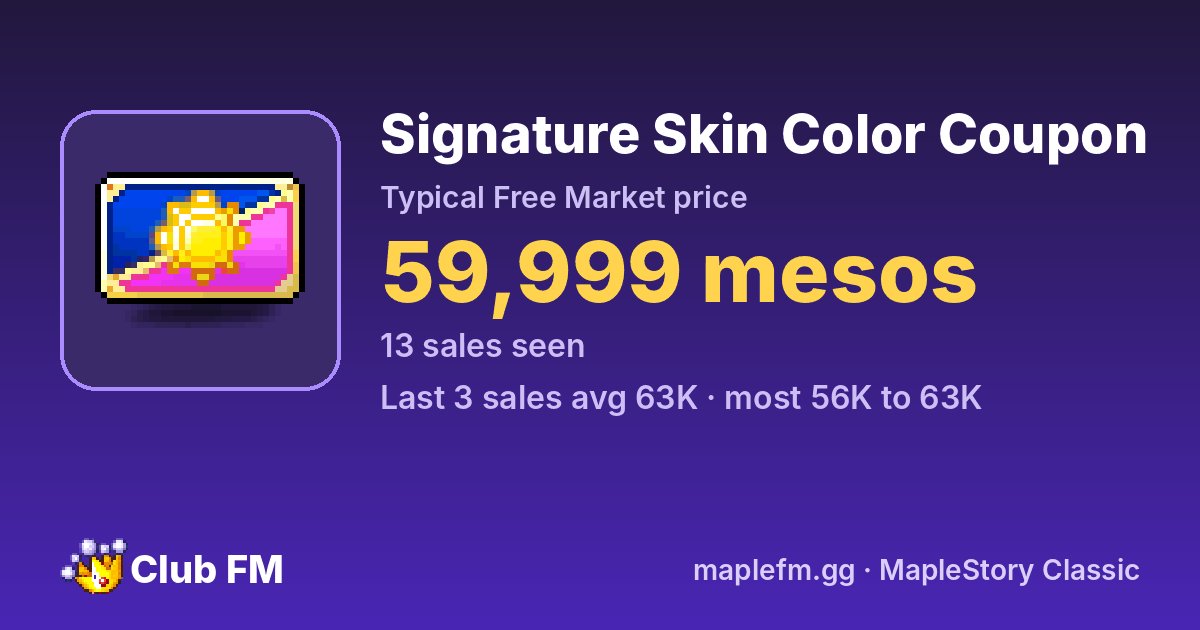 Signature Skin Color Coupon
Typical Free Market price
59,999 mesos
13 sales seen
Last 3 sales avg 63K · most 56K to 63K
Club FM
maplefm.gg · MapleStory Classic